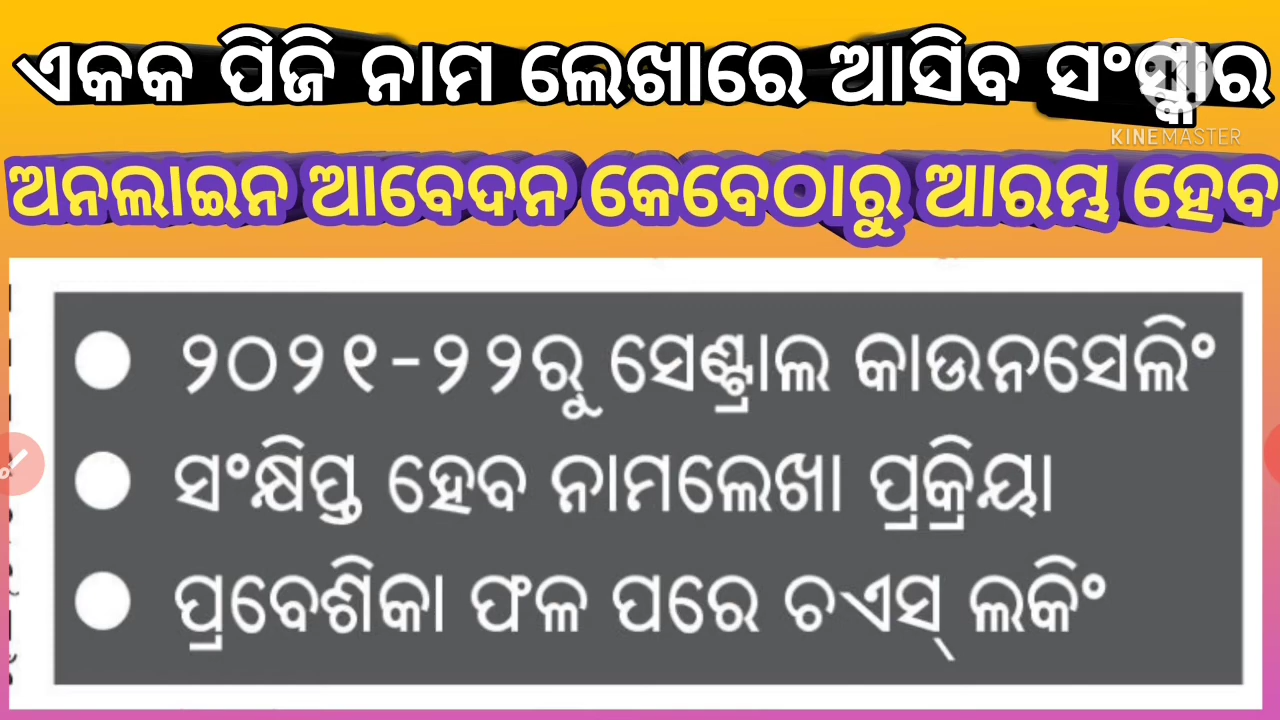 ଏକକ ପିଜି ନାମ ଲେଖାରେ ଆସିବ ସଂସ୍କାର
KINEMASTER
ଅନଲାଇନ ଆବେଦନ କେବେଠାରୁ ଆରମ୍ଭ ହେବ
୨୦୨୧-୨୨ରୁ ସେଣ୍ଟ୍ରାଲ କାଉନସେଲିଂ
ସଂକ୍ଷିପ୍ତ ହେବ ନାମଲେଖା ପ୍ରକ୍ରିୟା
ପ୍ରବେଶିକା ଫଳ ପରେ ଚଏସ୍ ଲକିଂ